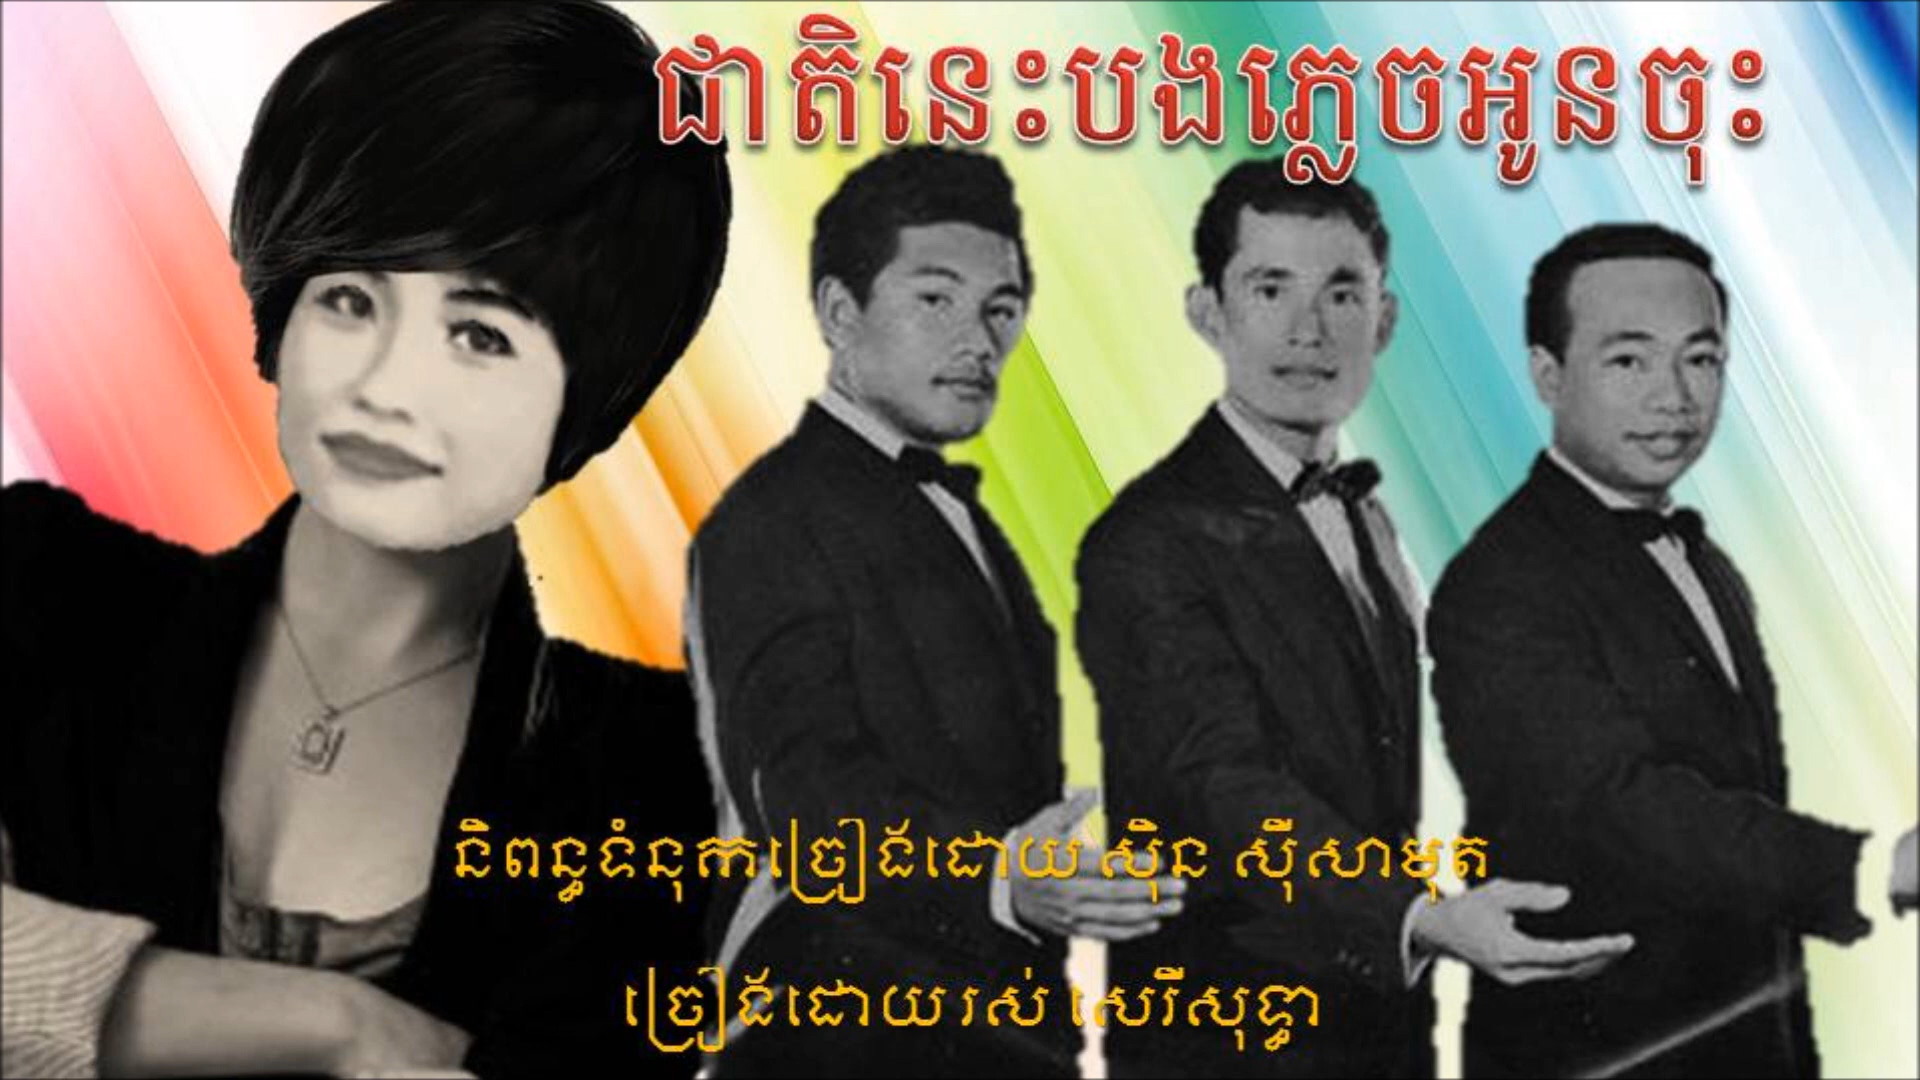 ជាតិនេះបងភ្លេចអូនចុះ
និពន្ធទំនុកច្រៀងដោយ ស៊ិន ស៊ីសាមុត
ច្រៀងដោយ រស់ សេរីសុទ្ធា